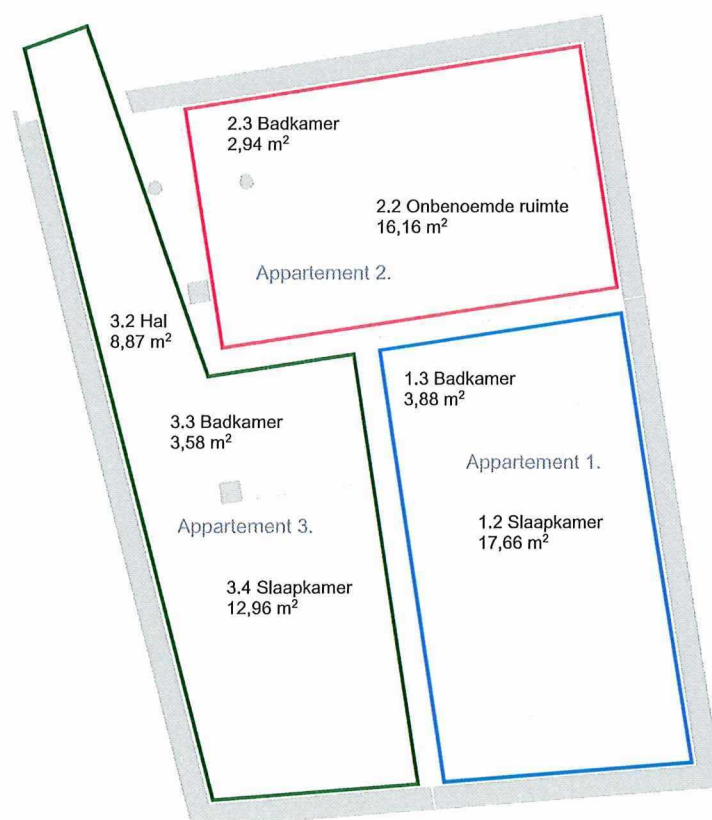 2.3 Badkamer
2,94 m²
2.2 Onbenoemde ruimte
16,16 m²
Appartement 2.
3.2 Hal
8,87 m²
1.3 Badkamer
3,88 m²
3.3 Badkamer
3,58 m²
Appartement 1.
Appartement 3.
1.2 Slaapkamer
17,66 m²
3.4 Slaapkamer
12,96 m²